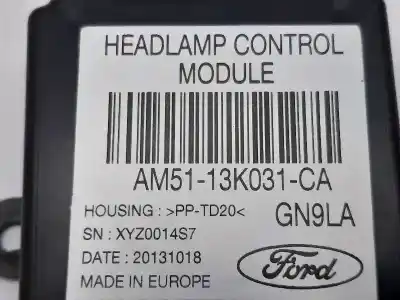 HEADLAMP CONTROL
MODULE
AM51-13K031-CA
HOUSING : >PP-TD20< GN9LA
SN : XYZ0014S7
DATE : 20131018
MADE IN EUROPE
Ford